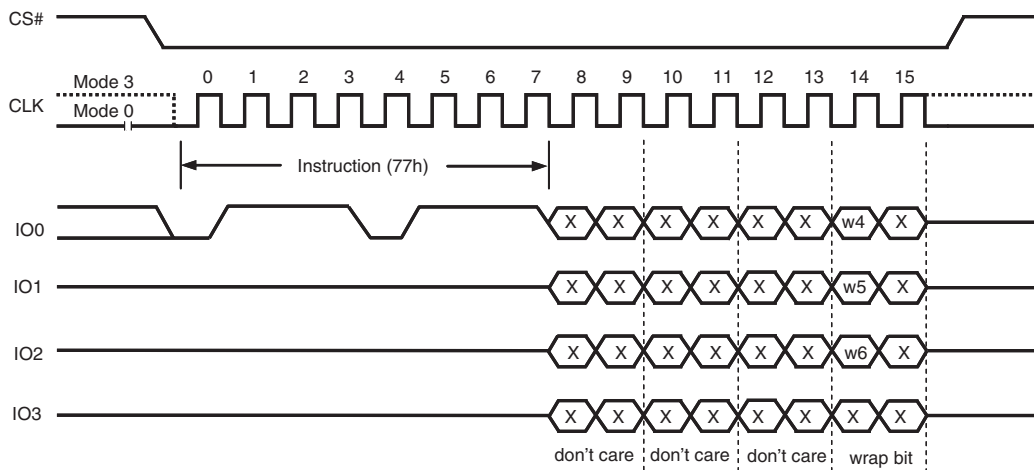 CS#
Mode 3
0 1 2 3 4 5 6 7 8 9 10 11 12 13 14 15
CLK
Mode 0
Instruction (77h)
IO0 X X X X X X w4 X
IO1 X X X X X X w5 X
IO2 X X X X X X w6 X
IO3 X X X X X X X X
don't care don't care don't care wrap bit